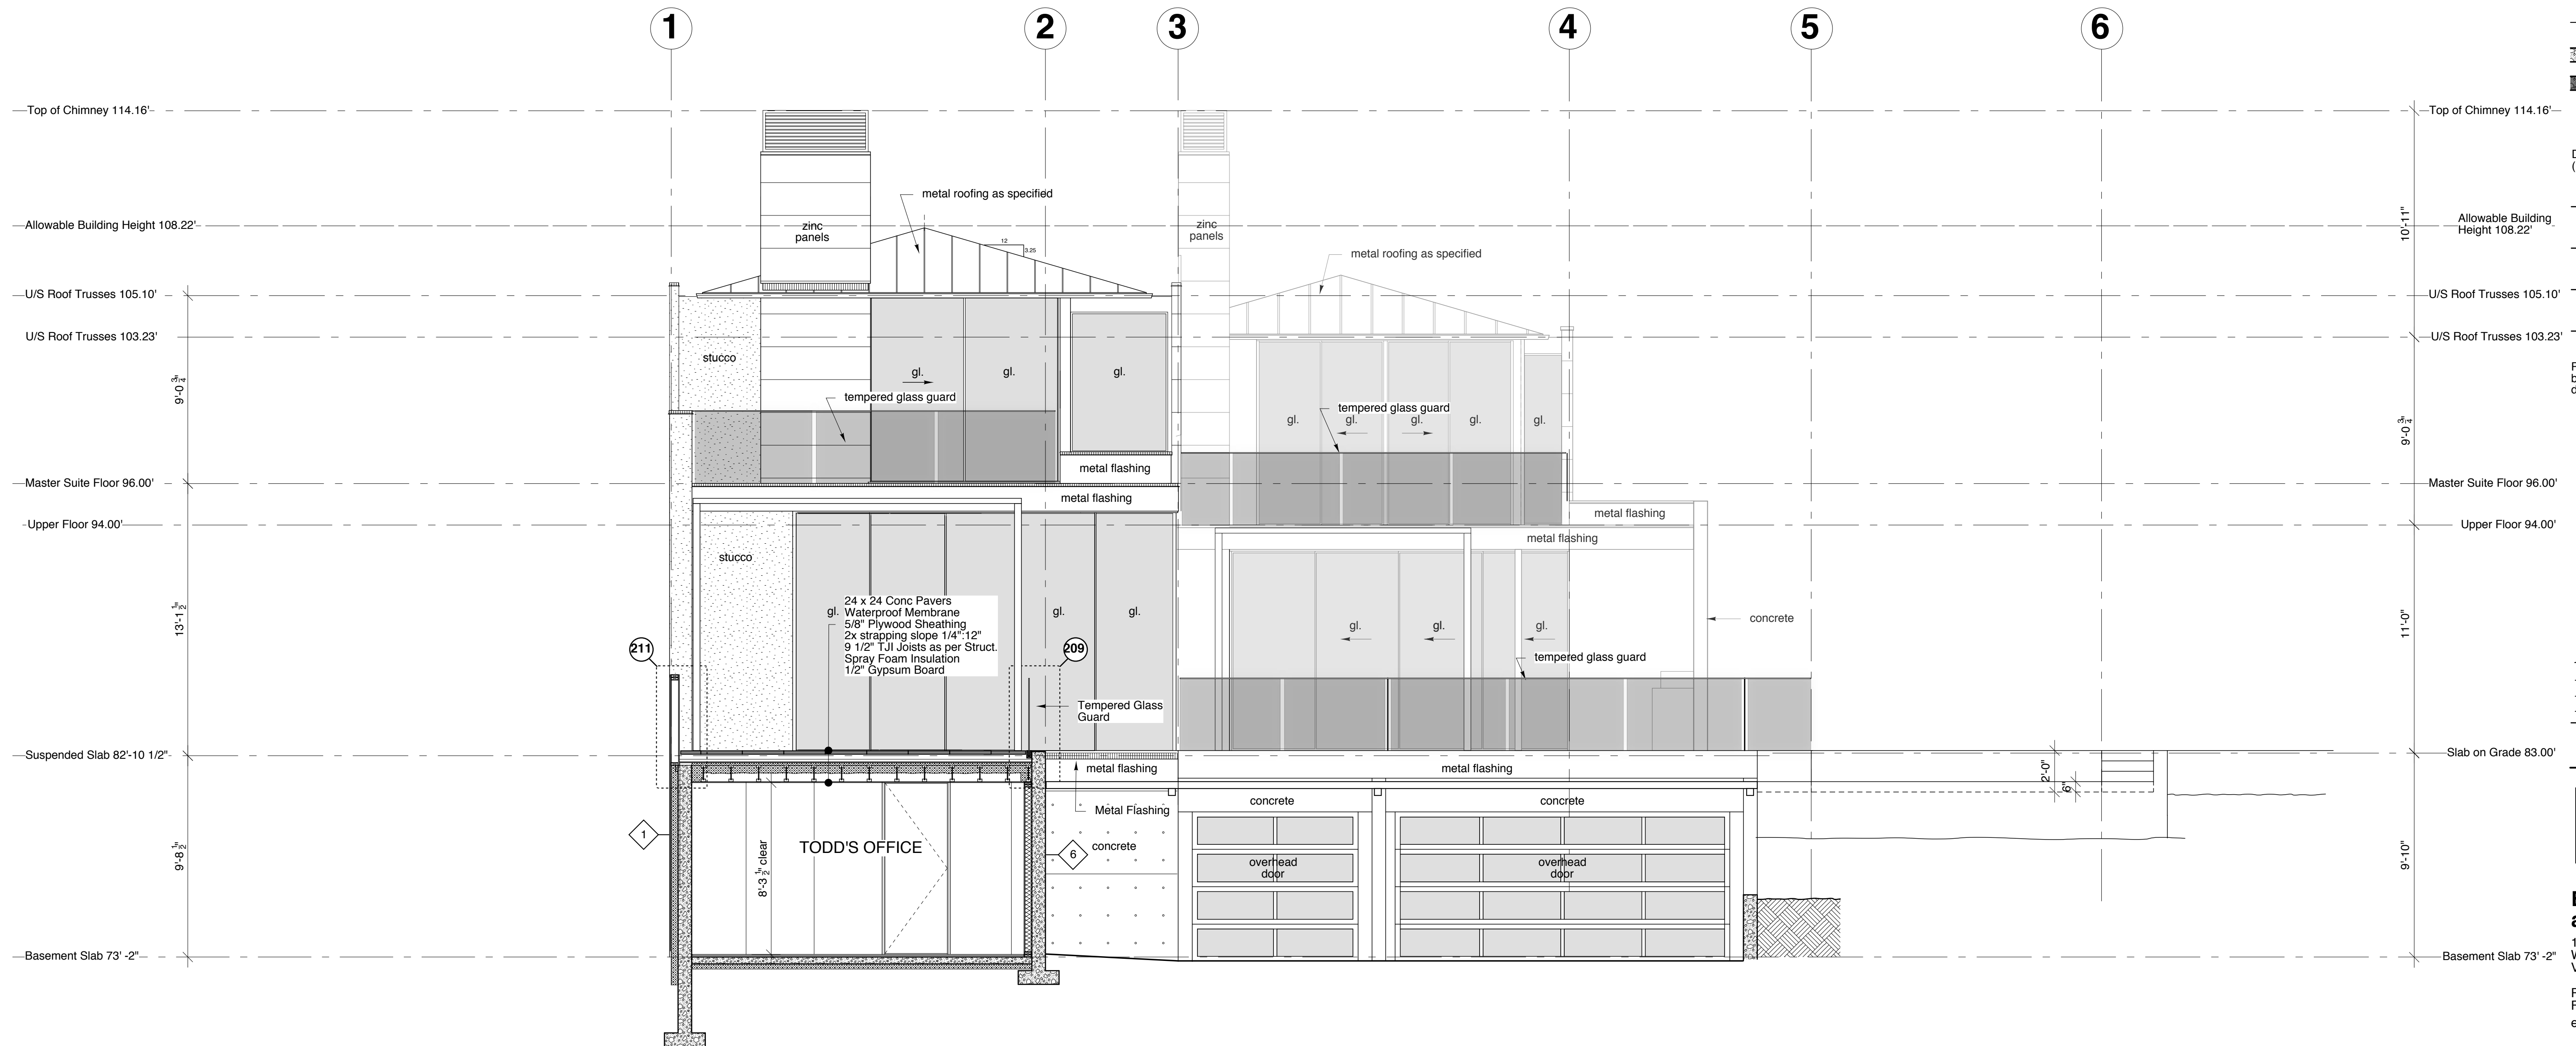 1
2
3
4
5
6
Top of Chimney 114.16'
Top of Chimney 114.16'
metal roofing as specified
zinc
panels
zinc
panels
Allowable Building Height 108.22'
Allowable Building
Height 108.22'
10'-11"
12
3.25
metal roofing as specified
U/S Roof Trusses 105.10'
U/S Roof Trusses 105.10'
U/S Roof Trusses 103.23'
U/S Roof Trusses 103.23'
stucco
gl.
gl.
gl.
9'-0 3/4"
tempered glass guard
tempered glass guard
gl.
gl.
gl.
gl.
gl.
9'-0 3/4"
metal flashing
Master Suite Floor 96.00'
Master Suite Floor 96.00'
metal flashing
metal flashing
Upper Floor 94.00'
Upper Floor 94.00'
metal flashing
stucco
13'-1 1/2"
gl.
24 x 24 Conc Pavers
Waterproof Membrane
5/8" Plywood Sheathing
2x strapping slope 1/4":12"
9 1/2" TJI Joists as per Struct.
Spray Foam Insulation
1/2" Gypsum Board
gl.
gl.
gl.
gl.
gl.
concrete
11'-0"
211
209
tempered glass guard
Tempered Glass
Guard
Suspended Slab 82'-10 1/2"
Slab on Grade 83.00'
metal flashing
metal flashing
2'-0"
6"
Metal Flashing
concrete
concrete
1
TODD'S OFFICE
8'-3 1/2" clear
6
concrete
overhead
door
overhead
door
9'-8 1/2"
9'-10"
Basement Slab 73' -2"
Basement Slab 73' -2"